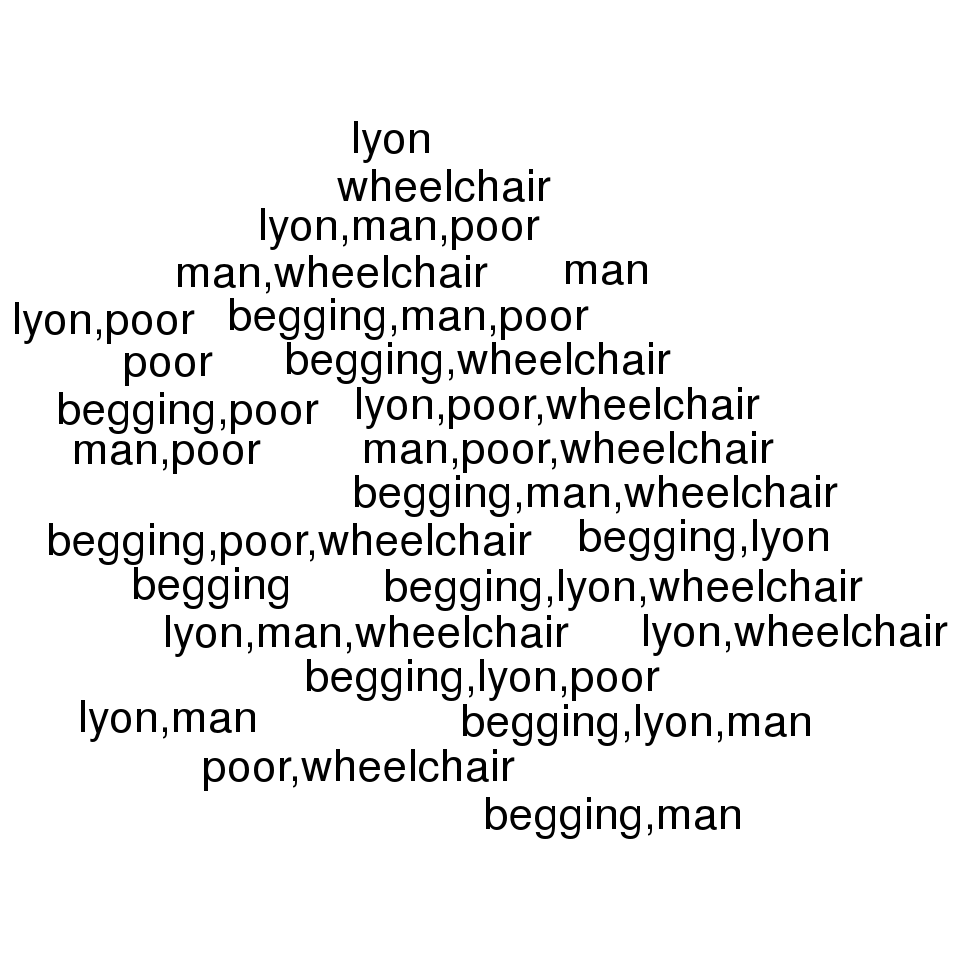 lyon
wheelchair
lyon,man,poor
man,wheelchair man
lyon,poor begging,man,poor
poor begging,wheelchair
begging,poor lyon,poor,wheelchair
man,poor man,poor,wheelchair
begging,man,wheelchair
begging,poor,wheelchair begging,lyon
begging begging,lyon,wheelchair
lyon,man,wheelchair lyon,wheelchair
begging,lyon,poor
lyon,man begging,lyon,man
poor,wheelchair
begging,man